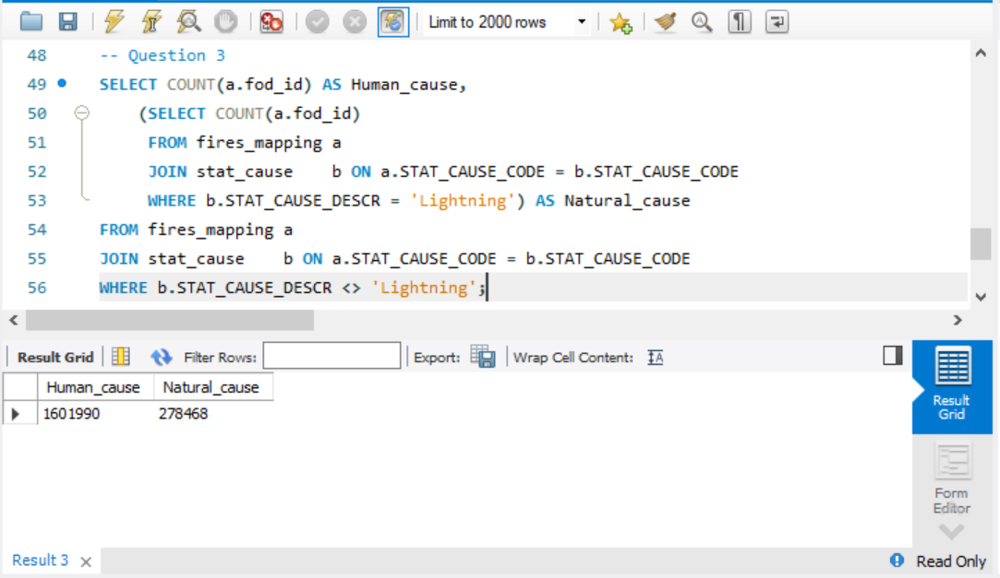 Limit to 2000 rows
48 -- Question 3
49 SELECT COUNT(a.fod_id) AS Human_cause,
50 (SELECT COUNT(a.fod_id)
51 FROM fires_mapping a
52 JOIN stat_cause    b ON a.STAT_CAUSE_CODE = b.STAT_CAUSE_CODE
53 WHERE b.STAT_CAUSE_DESCR = 'Lightning') AS Natural_cause
54 FROM fires_mapping a
55 JOIN stat_cause    b ON a.STAT_CAUSE_CODE = b.STAT_CAUSE_CODE
56 WHERE b.STAT_CAUSE_DESCR <> 'Lightning';
Result Grid Filter Rows: Export: Wrap Cell Content: IA
Human_cause Natural_cause
1601990 278468
Result
Grid
Form
Editor
Result 3 × Read Only